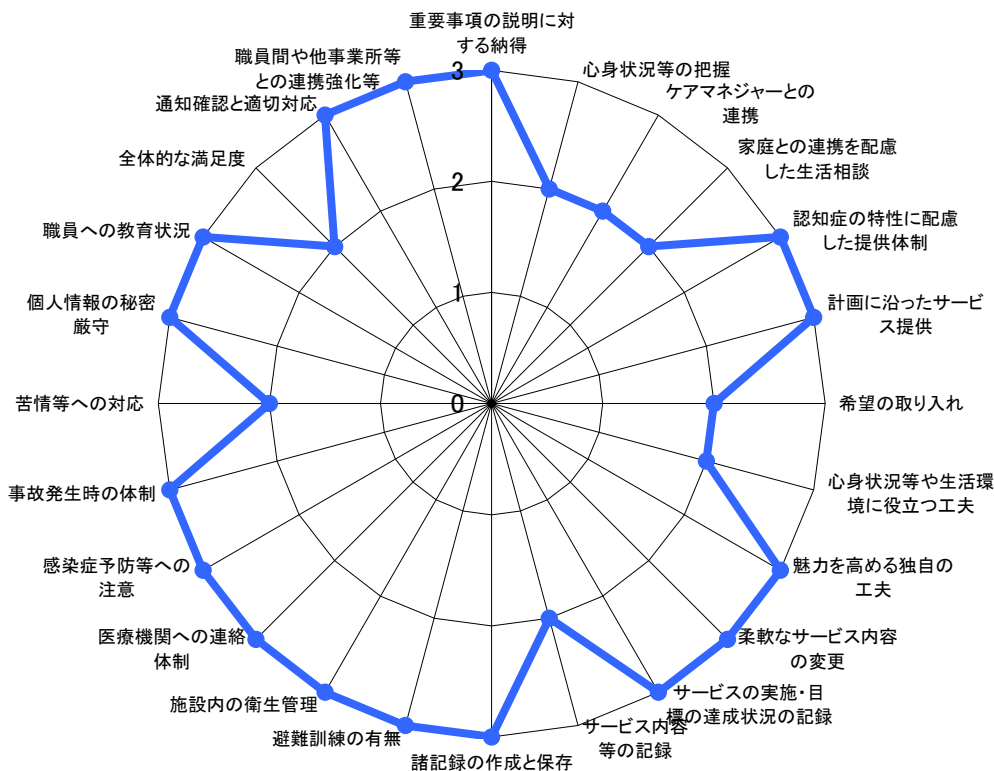 重要事項の説明に対
する納得
心身状況等の把握
ケアマネジャーとの
連携
家庭との連携を配慮
した生活相談
認知症の特性に配慮
した提供体制
計画に沿ったサービ
ス提供
希望の取り入れ
心身状況等や生活環
境に役立つ工夫
魅力を高める独自の
工夫
柔軟なサービス内容
の変更
サービスの実施・目
標の達成状況の記録
サービス内容
等の記録
諸記録の作成と保存
避難訓練の有無
施設内の衛生管理
医療機関への連絡
体制
感染症予防等への
注意
事故発生時の体制
苦情等への対応
個人情報の秘密
厳守
職員への教育状況
全体的な満足度
通知確認と適切対応
職員間や他事業所等
との連携強化等
3
2
1
0